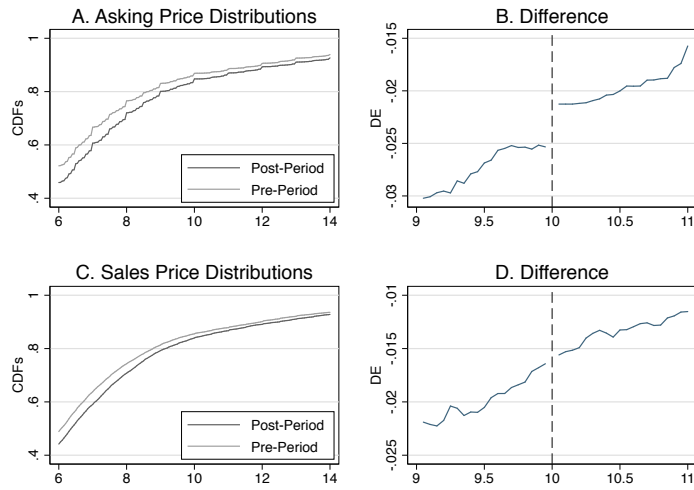 A. Asking Price Distributions
CDFs
1
.8
.6
.4
Post-Period
Pre-Period
6 8 10 12 14
B. Difference
DE
-.015
-.02
-.025
-.03
9 9.5 10 10.5 11
C. Sales Price Distributions
CDFs
1
.8
.6
.4
Post-Period
Pre-Period
6 8 10 12 14
D. Difference
DE
-.01
-.015
-.02
-.025
9 9.5 10 10.5 11